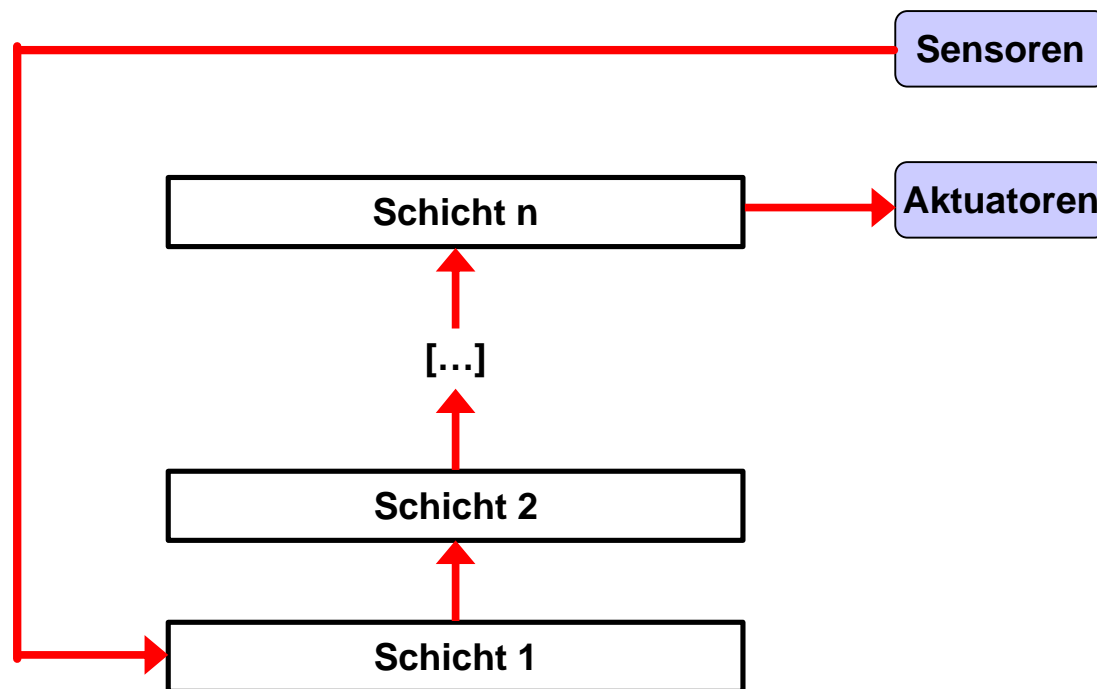 Sensoren
Aktuatoren
Schicht n
[…]
Schicht 2
Schicht 1